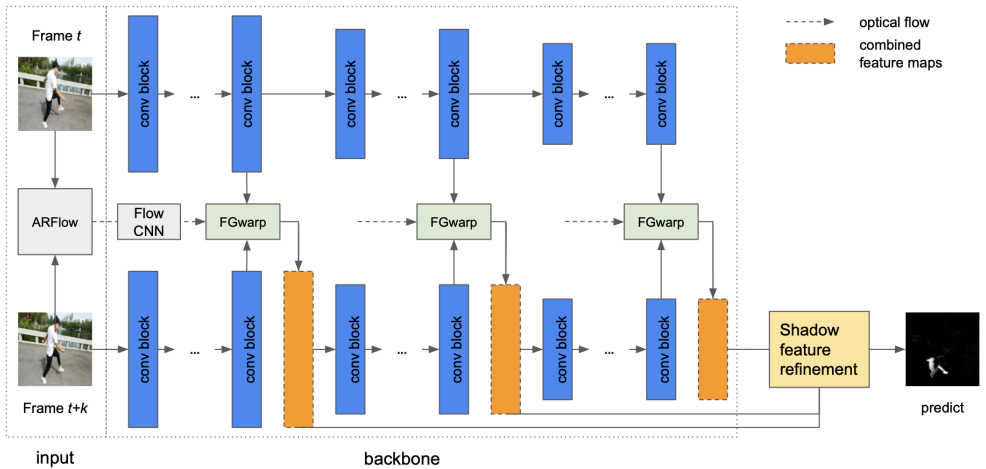 Frame t
optical flow
combined
feature maps
conv block
...
conv block
conv block
...
conv block
conv block
...
conv block
ARFlow
Flow
CNN
FGwarp
FGwarp
FGwarp
conv block
...
conv block
conv block
...
conv block
conv block
...
conv block
Shadow
feature
refinement
Frame t+k
predict
input
backbone